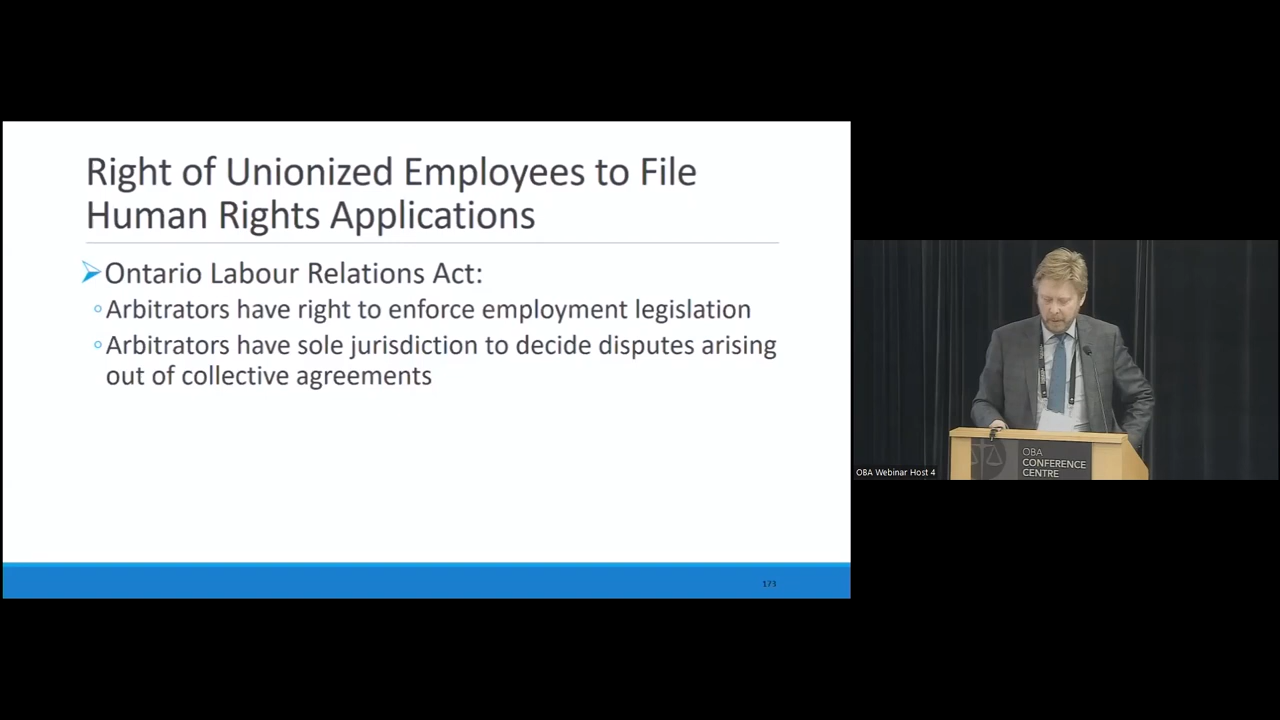 Right of Unionized Employees to File
Human Rights Applications
➢Ontario Labour Relations Act:
◦Arbitrators have right to enforce employment legislation
◦Arbitrators have sole jurisdiction to decide disputes arising
out of collective agreements
173
OBA Webinar Host 4
OBA
CONFERENCE
CENTRE